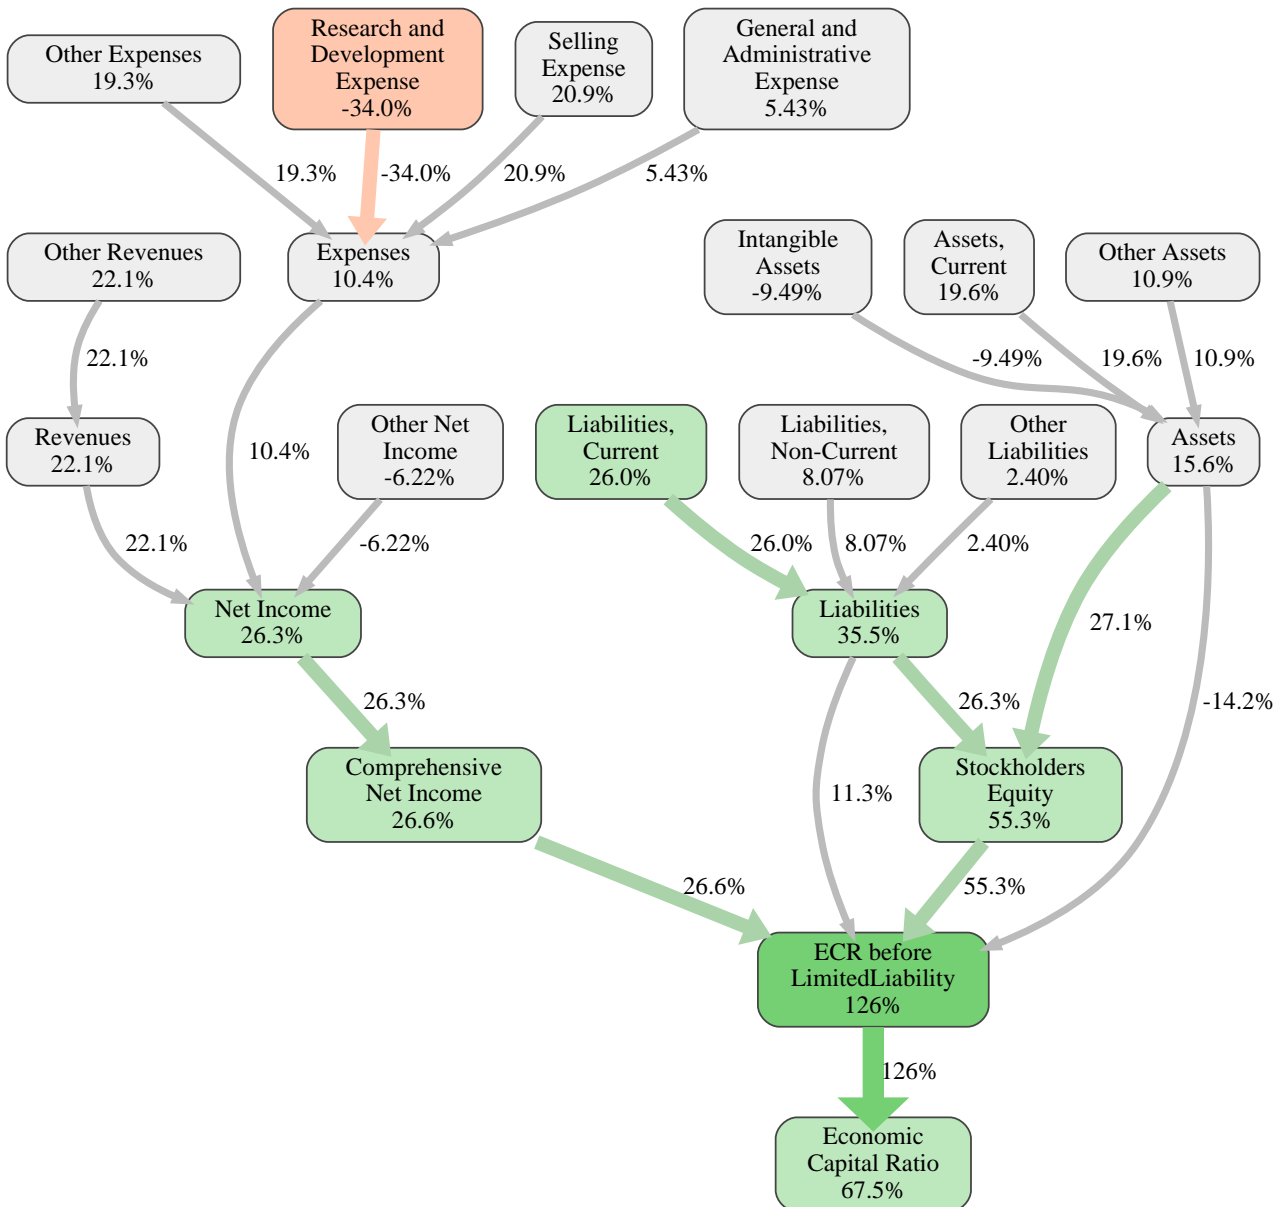 Other Expenses
19.3%
Research and
Development
Expense
-34.0%
Selling
Expense
20.9%
General and
Administrative
Expense
5.43%
19.3%
-34.0%
20.9%
5.43%
Other Revenues
22.1%
Expenses
10.4%
Intangible
Assets
-9.49%
Assets,
Current
19.6%
Other Assets
10.9%
22.1%
-9.49%
19.6%
10.9%
Revenues
22.1%
10.4%
Other Net
Income
-6.22%
Liabilities,
Current
26.0%
Liabilities,
Non-Current
8.07%
Other
Liabilities
2.40%
Assets
15.6%
22.1%
-6.22%
26.0%
8.07%
2.40%
Net Income
26.3%
Liabilities
35.5%
27.1%
26.3%
26.3%
-14.2%
Comprehensive
Net Income
26.6%
11.3%
Stockholders
Equity
55.3%
26.6%
55.3%
ECR before
LimitedLiability
126%
126%
Economic
Capital Ratio
67.5%